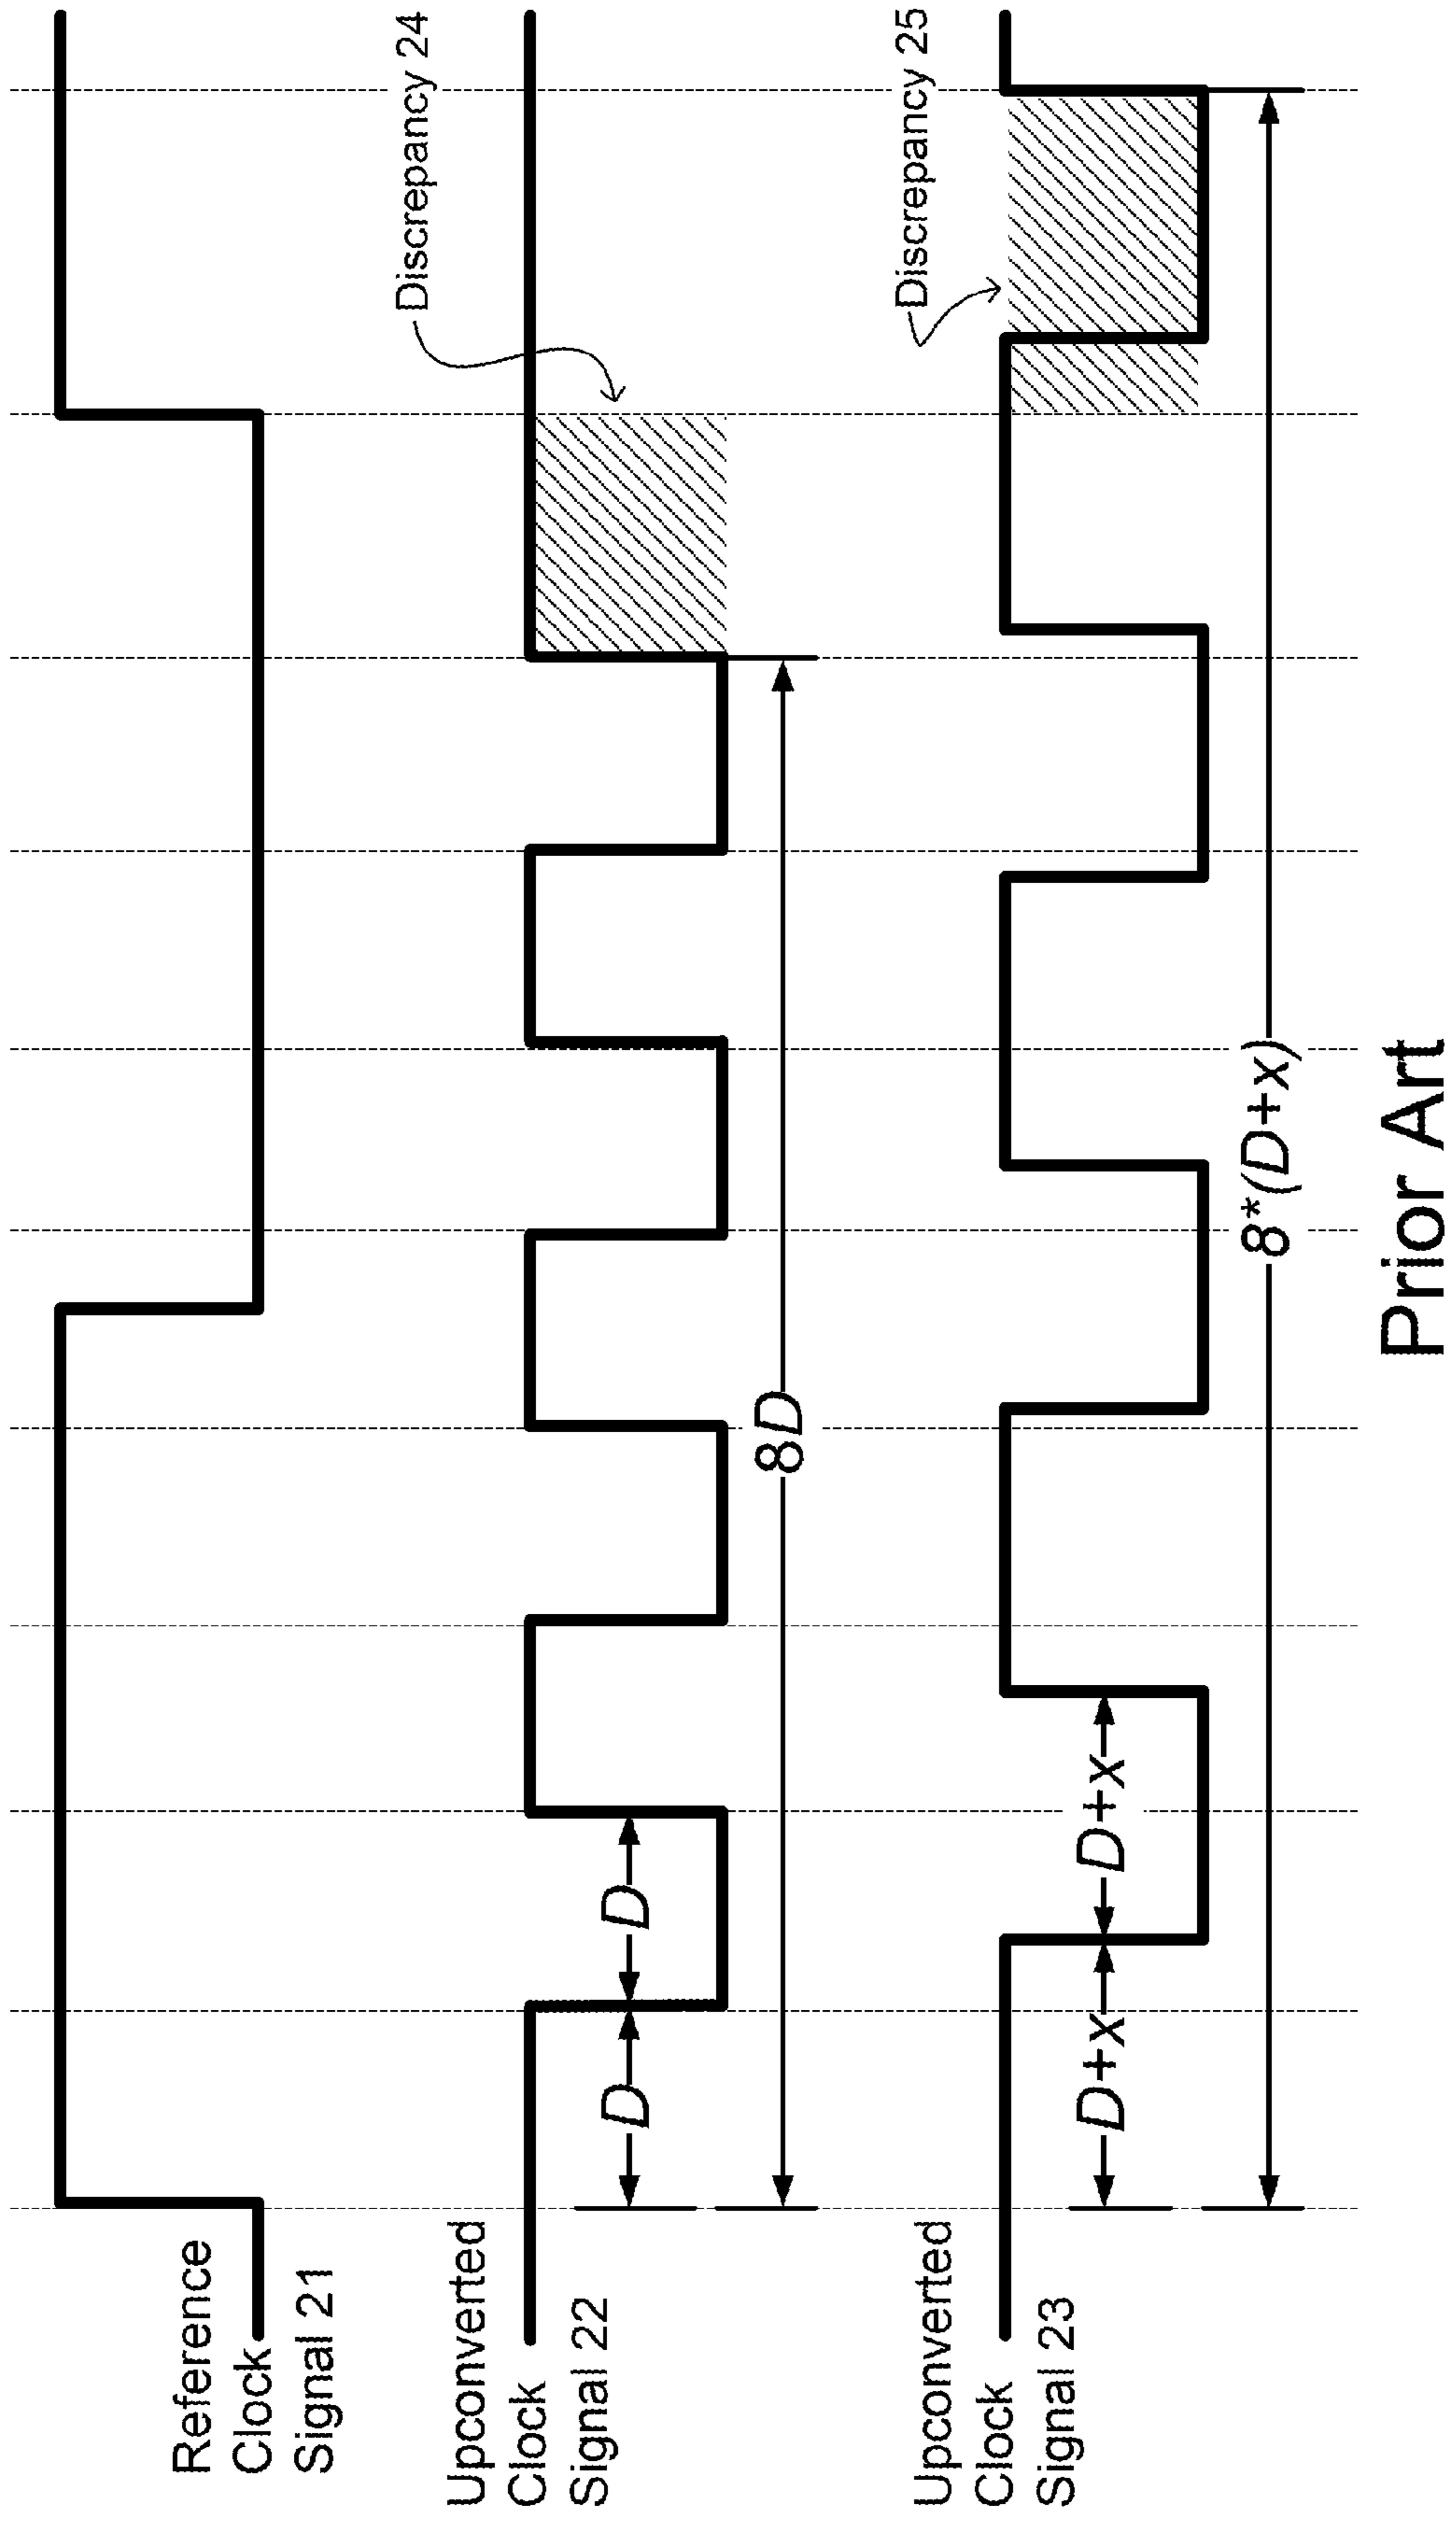 Reference
Clock
Signal 21
Upconverted
Clock
Signal 22
D
D
8D
Discrepancy 24
Upconverted
Clock
Signal 23
D+x
D+x
8*(D+x)
Discrepancy 25
Prior Art